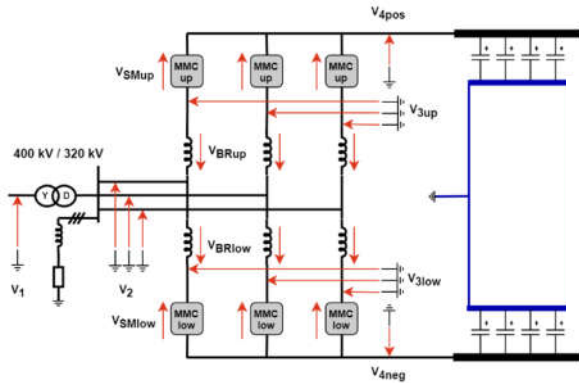 V4pos
MMC up
MMC up
MMC up
VSMup
V3up
VBRup
400 kV / 320 kV
Y D
V1
V2
VBRlow
V3low
VSMlow
MMC low
MMC low
MMC low
V4neg
+ + + +
+ + + +